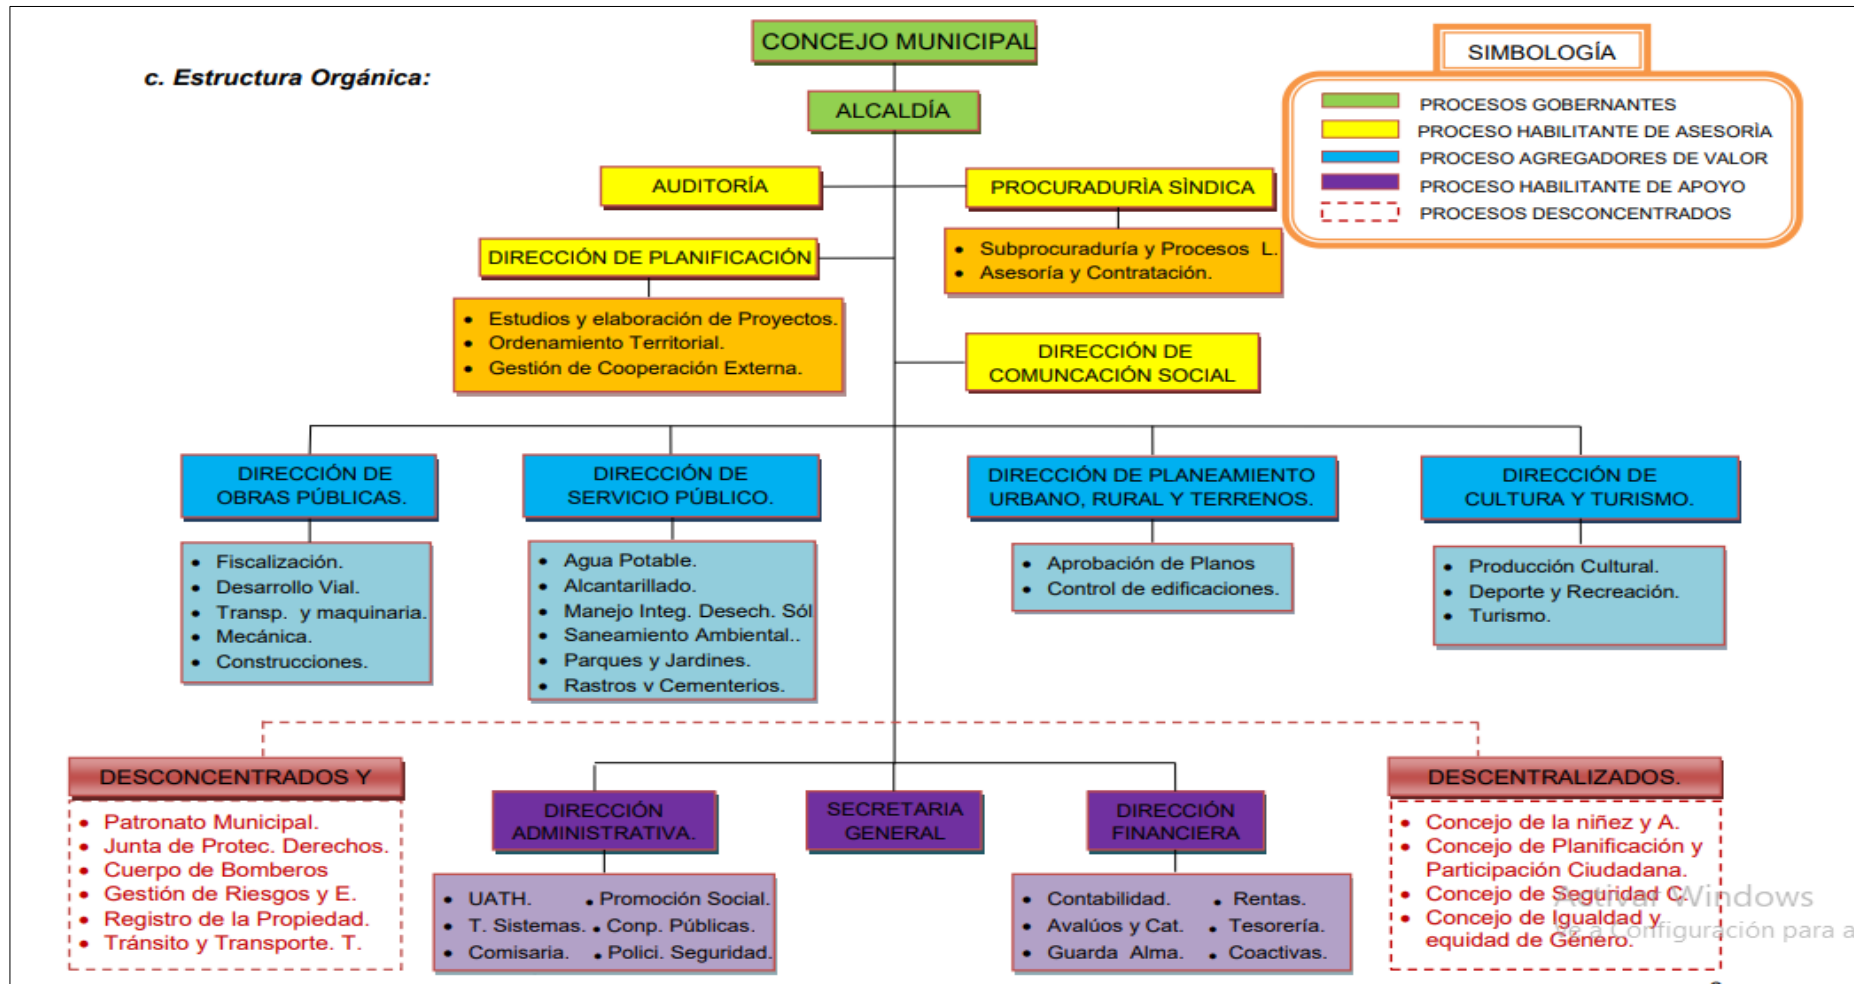 CONCEJO MUNICIPAL
c. Estructura Orgánica:
ALCALDÍA
SIMBOLOGÍA
PROCESOS GOBERNANTES
PROCESO HABILITANTE DE ASESORÌA
PROCESO AGREGADORES DE VALOR
PROCESO HABILITANTE DE APOYO
PROCESOS DESCONCENTRADOS
AUDITORÍA
PROCURADURÌA SÌNDICA
• Subprocuraduría y Procesos L.
• Asesoría y Contratación.
DIRECCIÓN DE PLANIFICACIÓN
• Estudios y elaboración de Proyectos.
• Ordenamiento Territorial.
• Gestión de Cooperación Externa.
DIRECCIÓN DE
COMUNCACIÓN SOCIAL
DIRECCIÓN DE
OBRAS PÚBLICAS.
• Fiscalización.
• Desarrollo Vial.
• Transp. y maquinaria.
• Mecánica.
• Construcciones.
DIRECCIÓN DE
SERVICIO PÚBLICO.
• Agua Potable.
• Alcantarillado.
• Manejo Integ. Desech. Sól
• Saneamiento Ambiental..
• Parques y Jardines.
• Rastros y Cementerios.
DIRECCIÓN DE PLANEAMIENTO
URBANO, RURAL Y TERRENOS.
• Aprobación de Planos
• Control de edificaciones.
DIRECCIÓN DE
CULTURA Y TURISMO.
• Producción Cultural.
• Deporte y Recreación.
• Turismo.
DESCONCENTRADOS Y
• Patronato Municipal.
• Junta de Protec. Derechos.
• Cuerpo de Bomberos
• Gestión de Riesgos y E.
• Registro de la Propiedad.
• Tránsito y Transporte. T.
DIRECCIÓN
ADMINISTRATIVA.
• UATH. • Promoción Social.
• T. Sistemas. • Conp. Públicas.
• Comisaria. • Polici. Seguridad.
SECRETARIA
GENERAL
DIRECCIÓN
FINANCIERA
• Contabilidad. • Rentas.
• Avalúos y Cat. • Tesorería.
• Guarda Alma. • Coactivas.
DESCENTRALIZADOS.
• Concejo de la niñez y A.
• Concejo de Planificación y
Participación Ciudadana.
• Concejo de Seguridad C.
• Concejo de Igualdad y
equidad de Género.
Activar Windows
Ve a Configuración para a